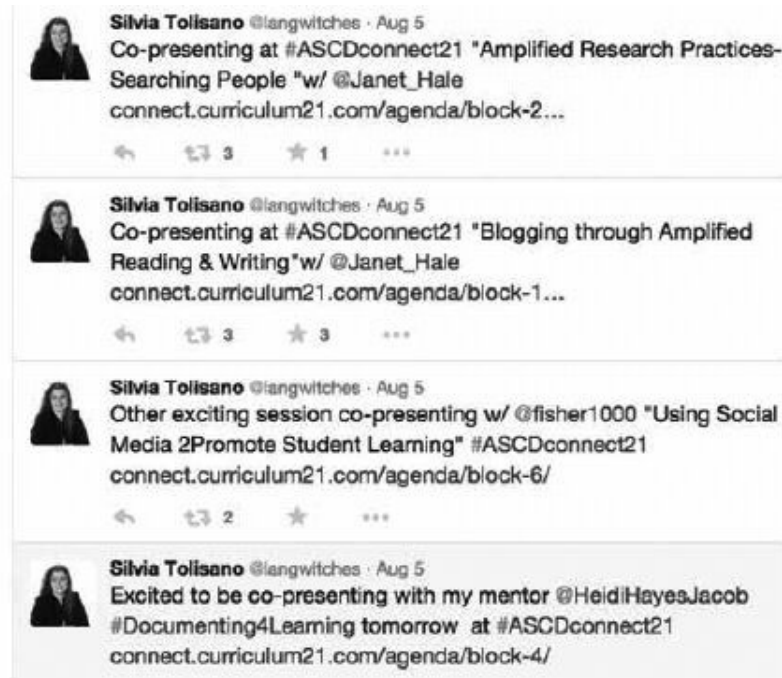 Silvia Tolisano @langwitches · Aug 5
Co-presenting at #ASCDconnect21 "Amplified Research Practices-
Searching People "w/ @Janet_Hale
connect.curriculum21.com/agenda/block-2...
3 1 ...
Silvia Tolisano @langwitches · Aug 5
Co-presenting at #ASCDconnect21 "Blogging through Amplified
Reading & Writing"w/ @Janet_Hale
connect.curriculum21.com/agenda/block-1...
3 3 ...
Silvia Tolisano @langwitches · Aug 5
Other exciting session co-presenting w/ @fisher1000 "Using Social
Media 2Promote Student Learning" #ASCDconnect21
connect.curriculum21.com/agenda/block-6/
2 ...
Silvia Tolisano @langwitches · Aug 5
Excited to be co-presenting with my mentor @HeidiHayesJacob
#Documenting4Learning tomorrow at #ASCDconnect21
connect.curriculum21.com/agenda/block-4/